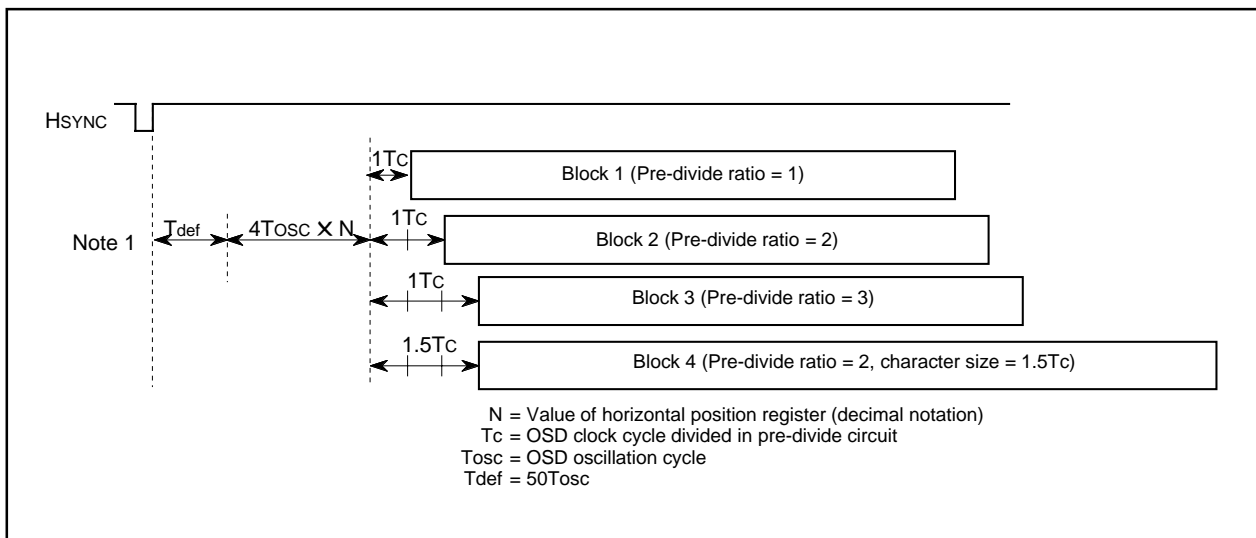 HSYNC
1TC
Block 1 (Pre-divide ratio = 1)
Note 1
Tdef
4TOSC × N
1TC
Block 2 (Pre-divide ratio = 2)
1TC
Block 3 (Pre-divide ratio = 3)
1.5TC
Block 4 (Pre-divide ratio = 2, character size = 1.5Tc)
N = Value of horizontal position register (decimal notation)
Tc = OSD clock cycle divided in pre-divide circuit
Tosc = OSD oscillation cycle
Tdef = 50Tosc